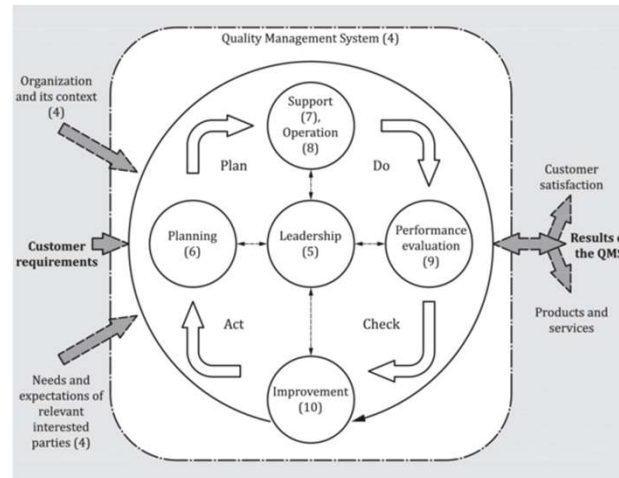 Quality Management System (4)
Organization
and its context
(4)
Support
(7),
Operation
(8)
Plan
Do
Customer
satisfaction
Customer
requirements
Planning
(6)
Leadership
(5)
Performance
evaluation
(9)
Results o
the QMS
Act
Check
Products and
services
Needs and
expectations of
relevant
interested
parties (4)
Improvement
(10)